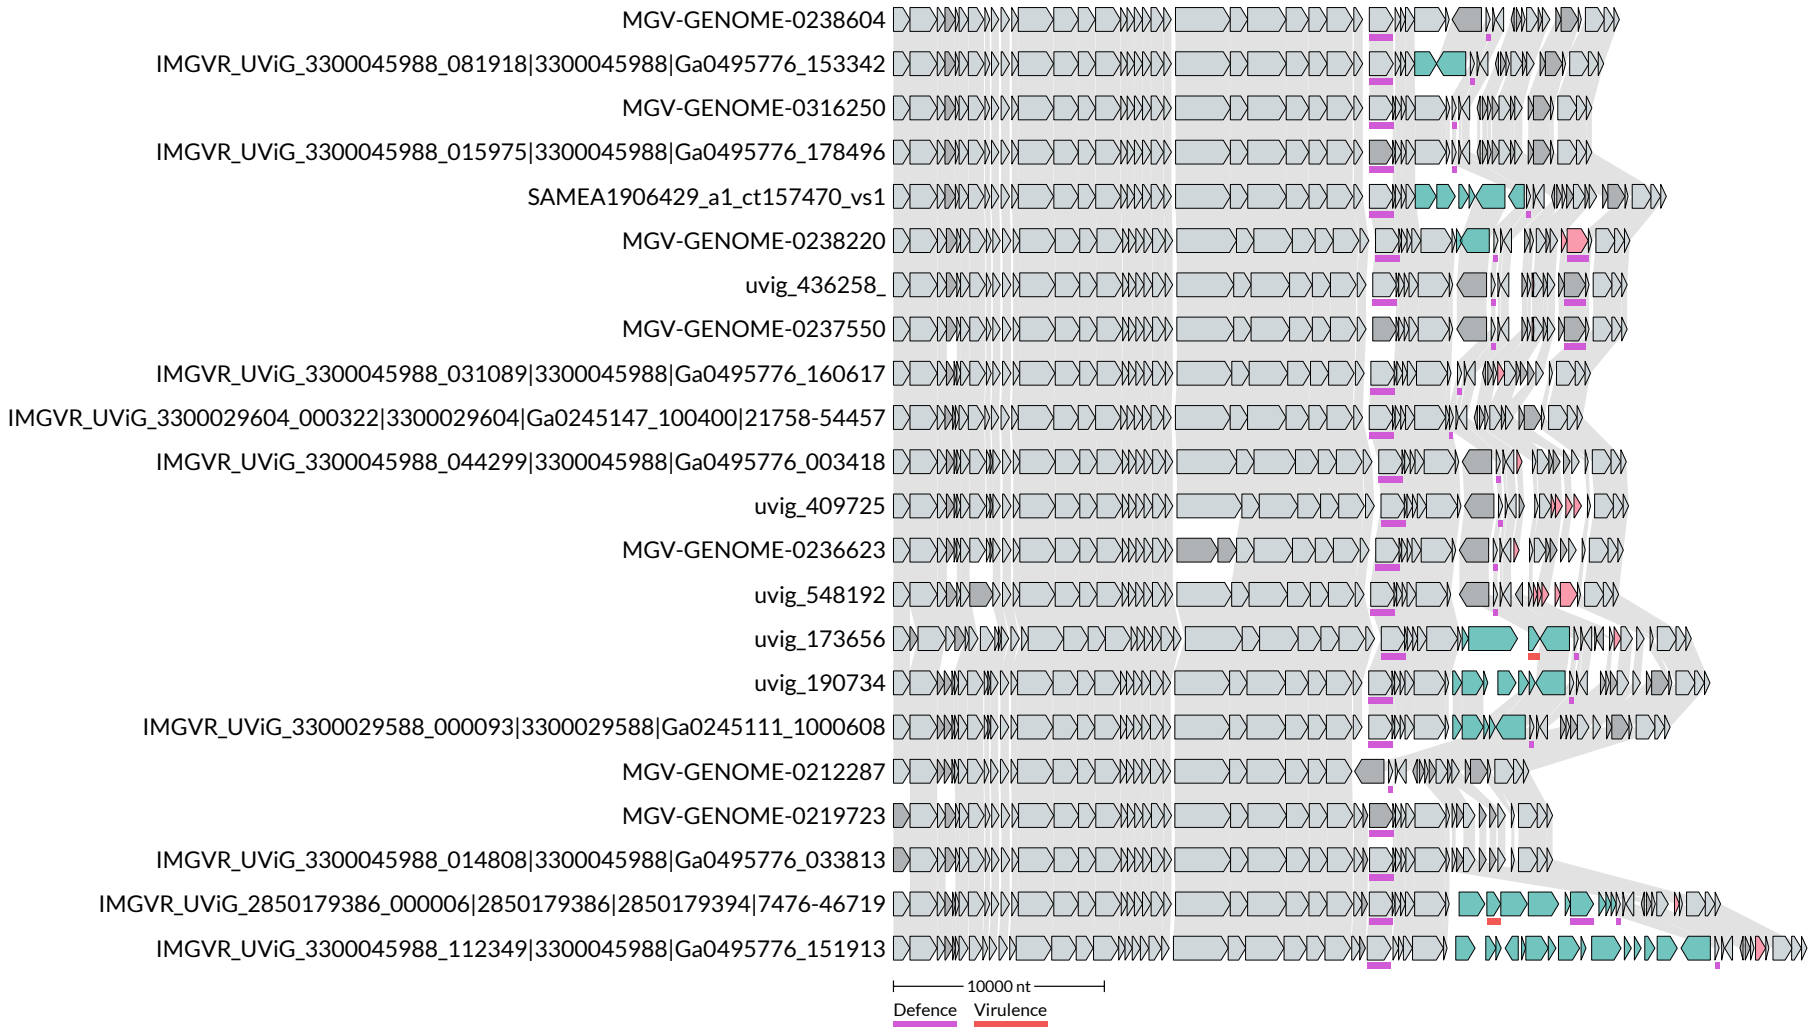 MGV-GENOME-0238604
IMGVR_UViG_3300045988_081918|3300045988|Ga0495776_153342
MGV-GENOME-0316250
IMGVR_UViG_3300045988_015975|3300045988|Ga0495776_178496
SAMEA1906429_a1_ct157470_vs1
MGV-GENOME-0238220
uvig_436258_
MGV-GENOME-0237550
IMGVR_UViG_3300045988_031089|3300045988|Ga0495776_160617
IMGVR_UViG_3300029604_000322|3300029604|Ga0245147_100400|21758-54457
IMGVR_UViG_3300045988_044299|3300045988|Ga0495776_003418
uvig_409725
MGV-GENOME-0236623
uvig_548192
uvig_173656
uvig_190734
IMGVR_UViG_3300029588_000093|3300029588|Ga0245111_1000608
MGV-GENOME-0212287
MGV-GENOME-0219723
IMGVR_UViG_3300045988_014808|3300045988|Ga0495776_033813
IMGVR_UViG_2850179386_000006|2850179386|2850179394|7476-46719
IMGVR_UViG_3300045988_112349|3300045988|Ga0495776_151913
10000 nt
Defence Virulence